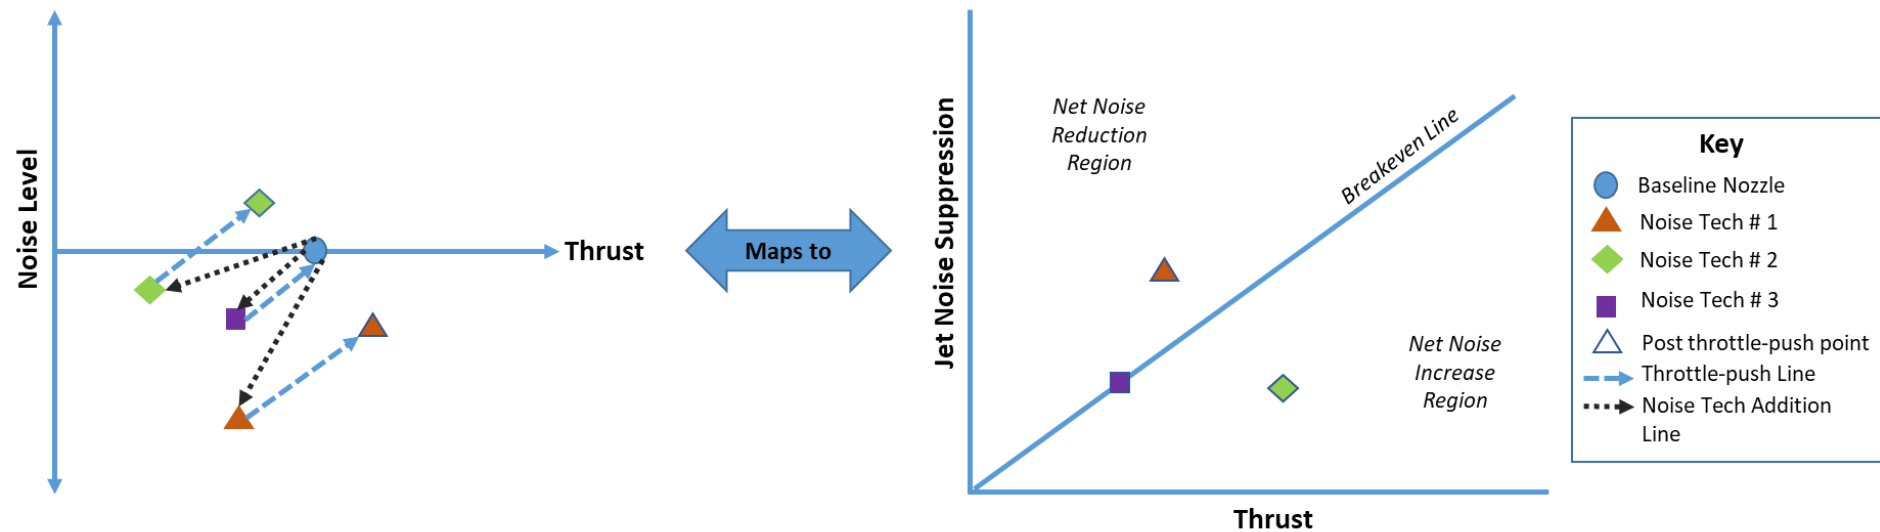 Noise Level
Thrust
Maps to
Jet Noise Suppression
Net Noise
Reduction
Region
Breakeven Line
Net Noise
Increase
Region
Thrust
Key
Baseline Nozzle
Noise Tech # 1
Noise Tech # 2
Noise Tech # 3
Post throttle-push point
Throttle-push Line
Noise Tech Addition
Line